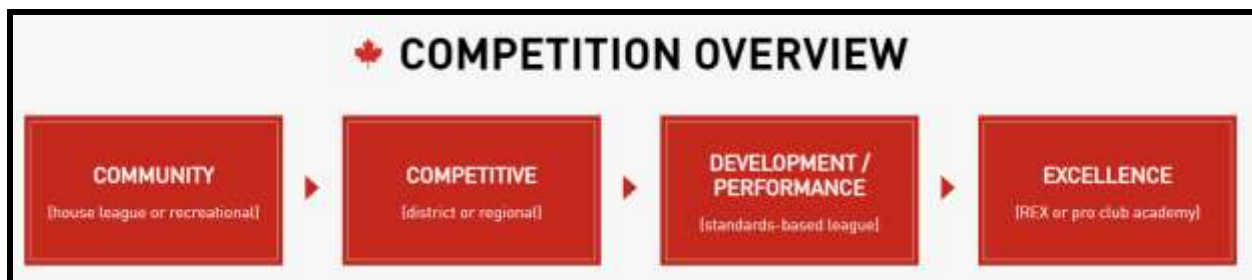 COMPETITION OVERVIEW
COMMUNITY
[house league or recreational]
COMPETITIVE
[district or regional]
DEVELOPMENT /
PERFORMANCE
[standards-based league]
EXCELLENCE
[REX or pro club academy]